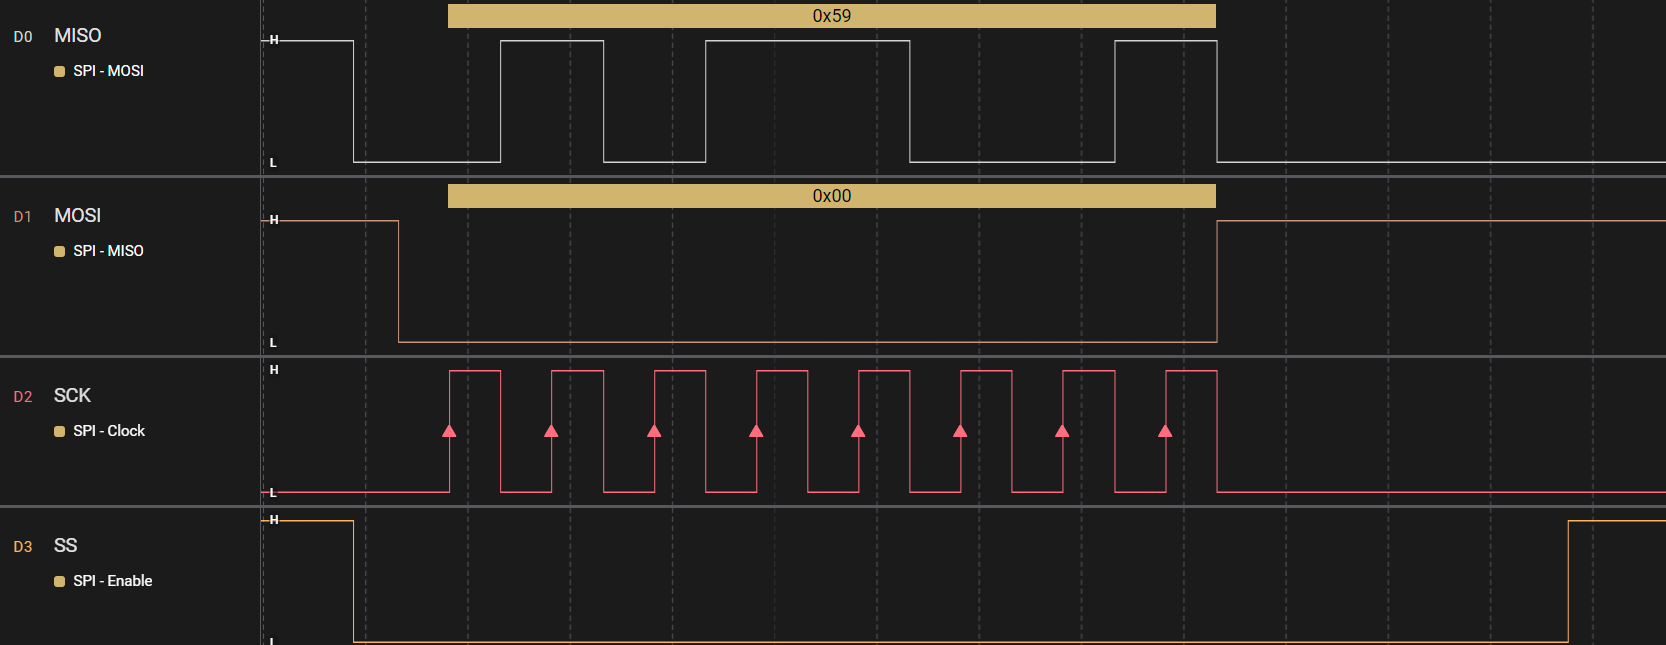 0x59
D0 MISO H
SPI - MOSI
L
0x00
D1 MOSI H
SPI - MISO
L
H
D2 SCK
SPI - Clock
L
H
D3 SS
SPI - Enable
L